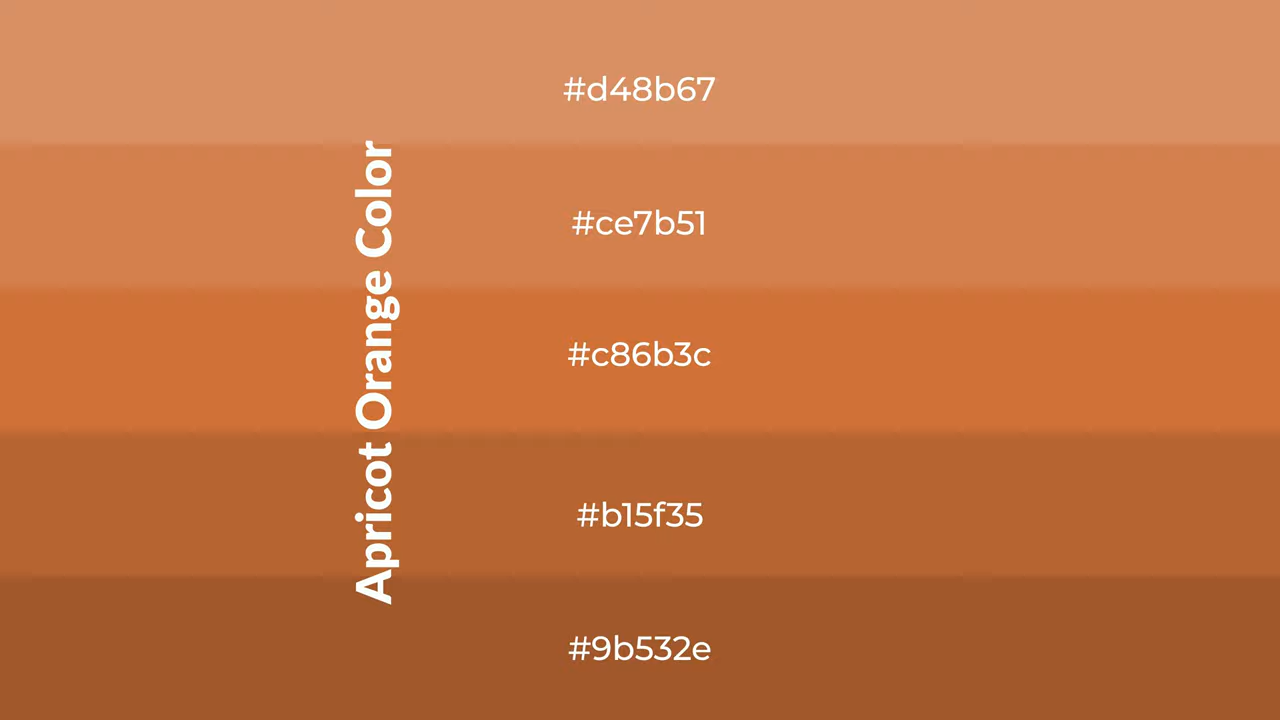 Apricot Orange Color
#d48b67
#ce7b51
#c86b3c
#b15f35
#9b532e